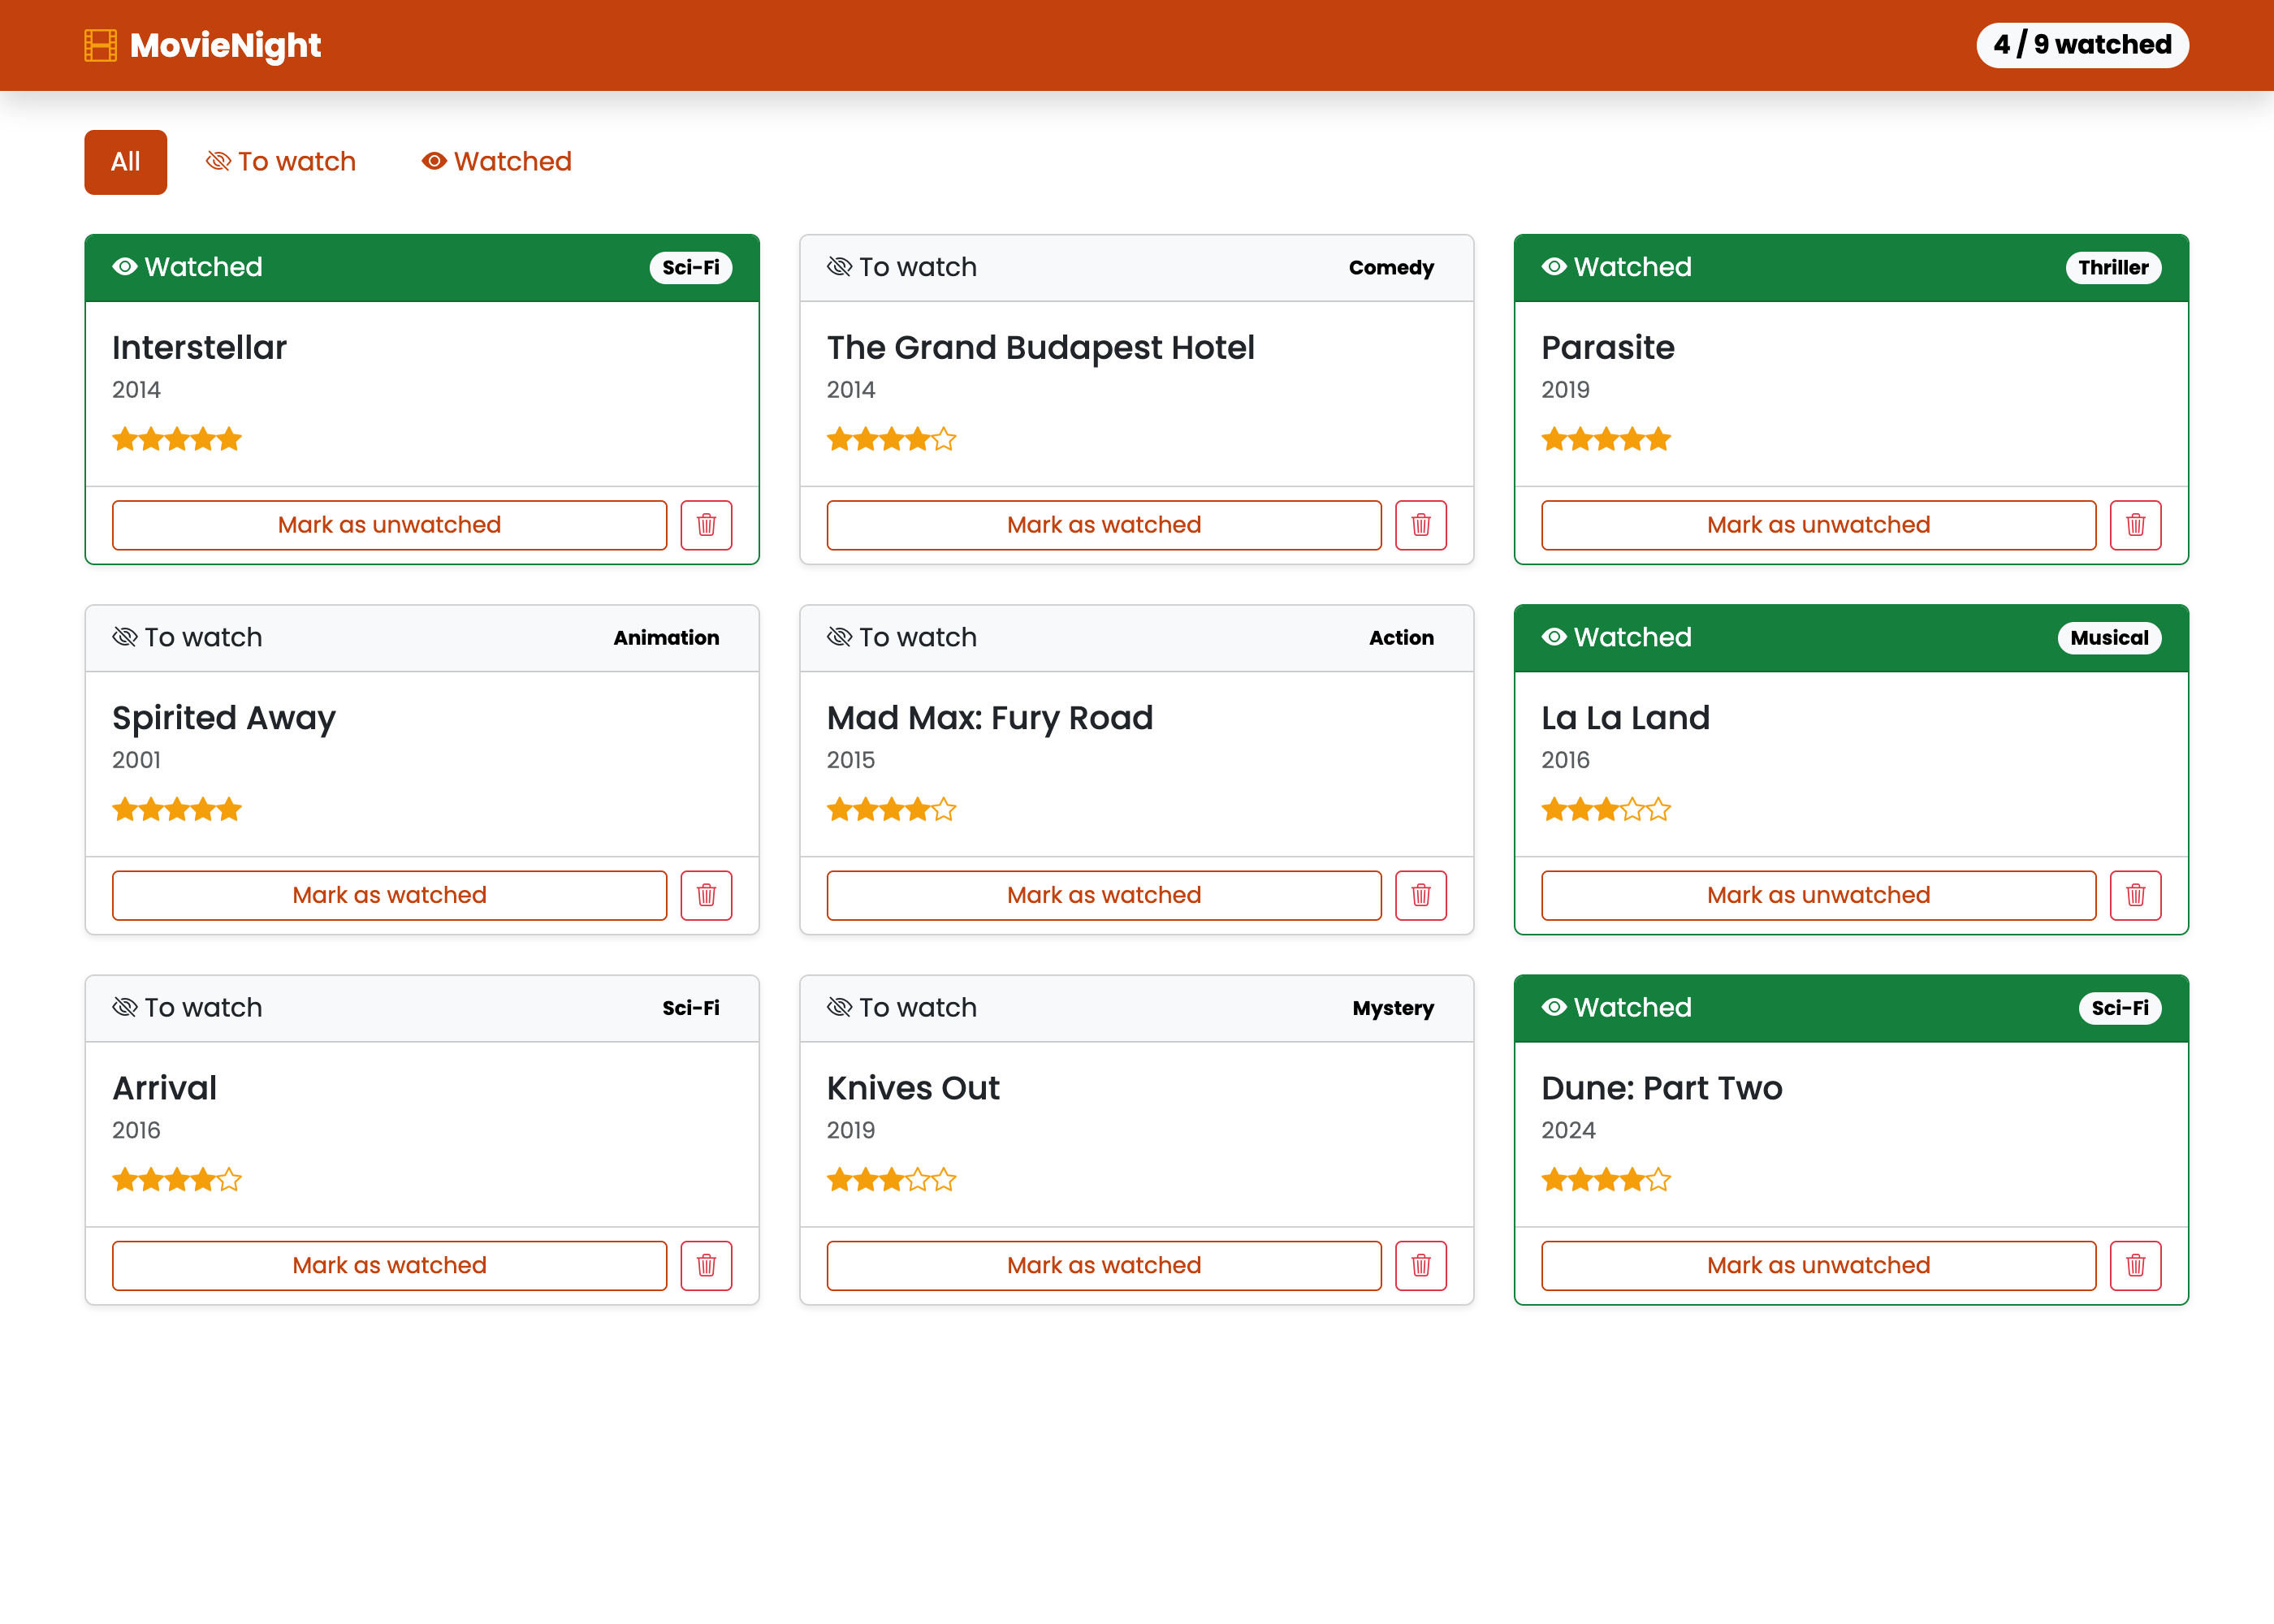 MovieNight
4 / 9 watched
All
To watch
Watched
Watched
Sci-Fi
Interstellar
2014
Mark as unwatched
To watch
Comedy
The Grand Budapest Hotel
2014
Mark as watched
Watched
Thriller
Parasite
2019
Mark as unwatched
To watch
Animation
Spirited Away
2001
Mark as watched
To watch
Action
Mad Max: Fury Road
2015
Mark as watched
Watched
Musical
La La Land
2016
Mark as unwatched
To watch
Sci-Fi
Arrival
2016
Mark as watched
To watch
Mystery
Knives Out
2019
Mark as watched
Watched
Sci-Fi
Dune: Part Two
2024
Mark as unwatched